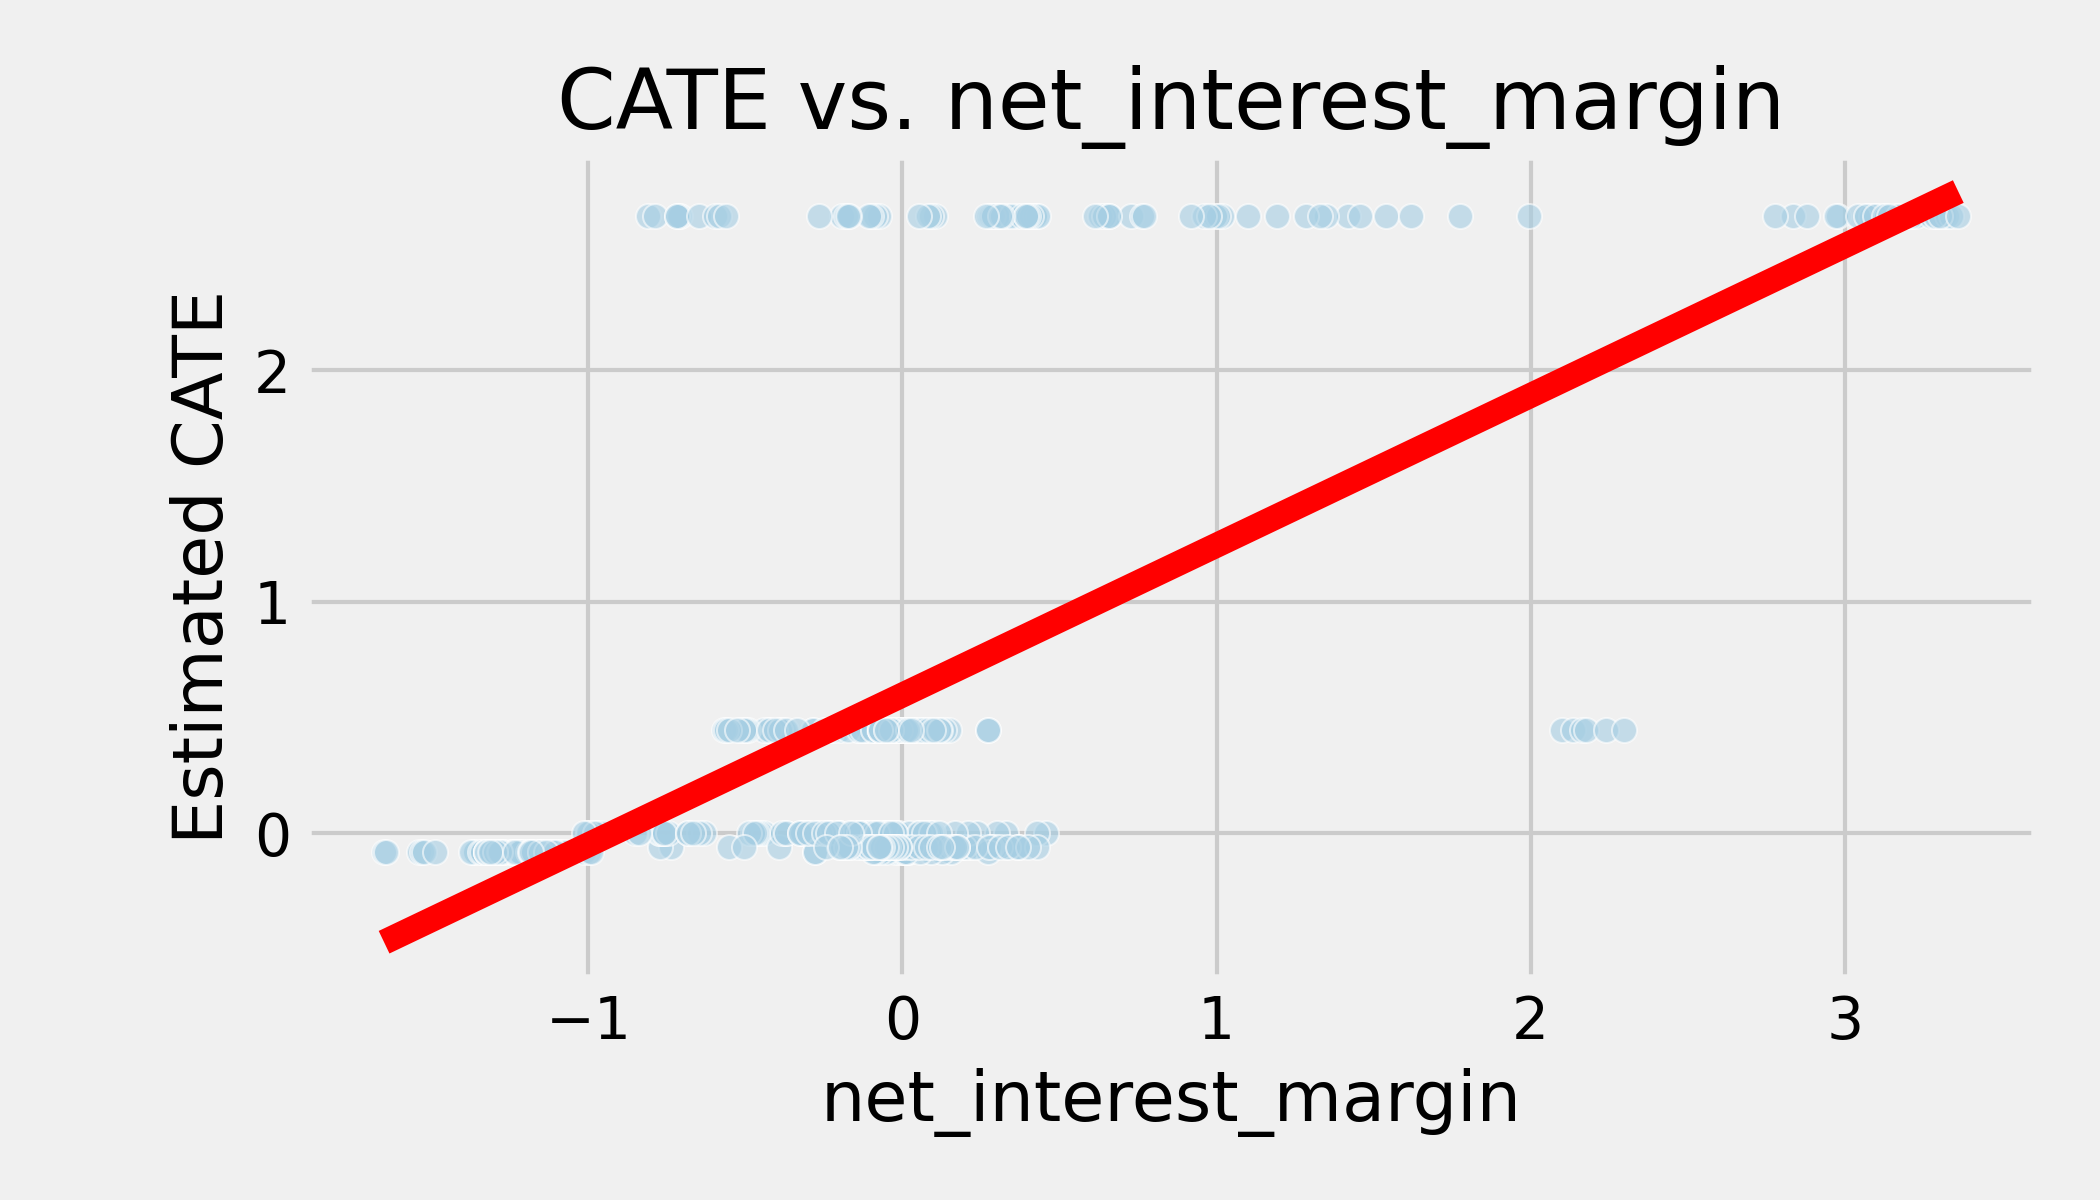 CATE vs. net_interest_margin
Estimated CATE
2
1
0
−1
0
1
2
3
net_interest_margin